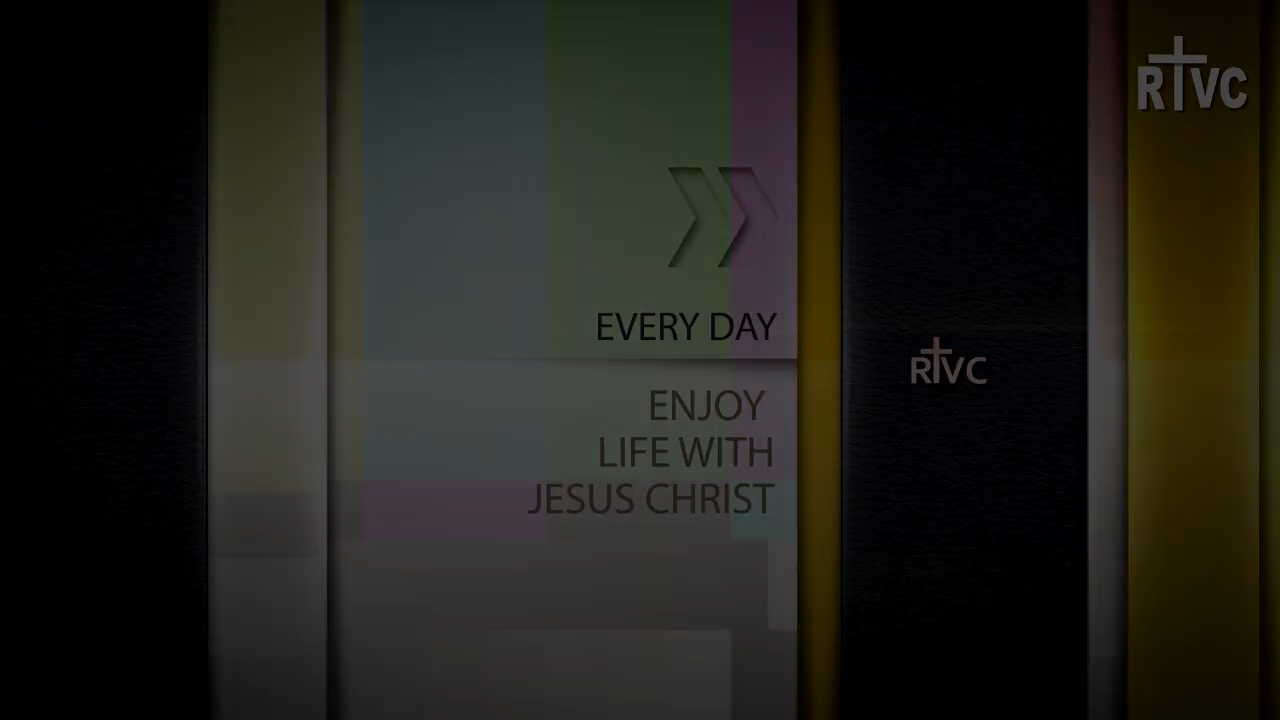 RTVC
EVERY DAY
RTVC
ENJOY
LIFE WITH
JESUS CHRIST